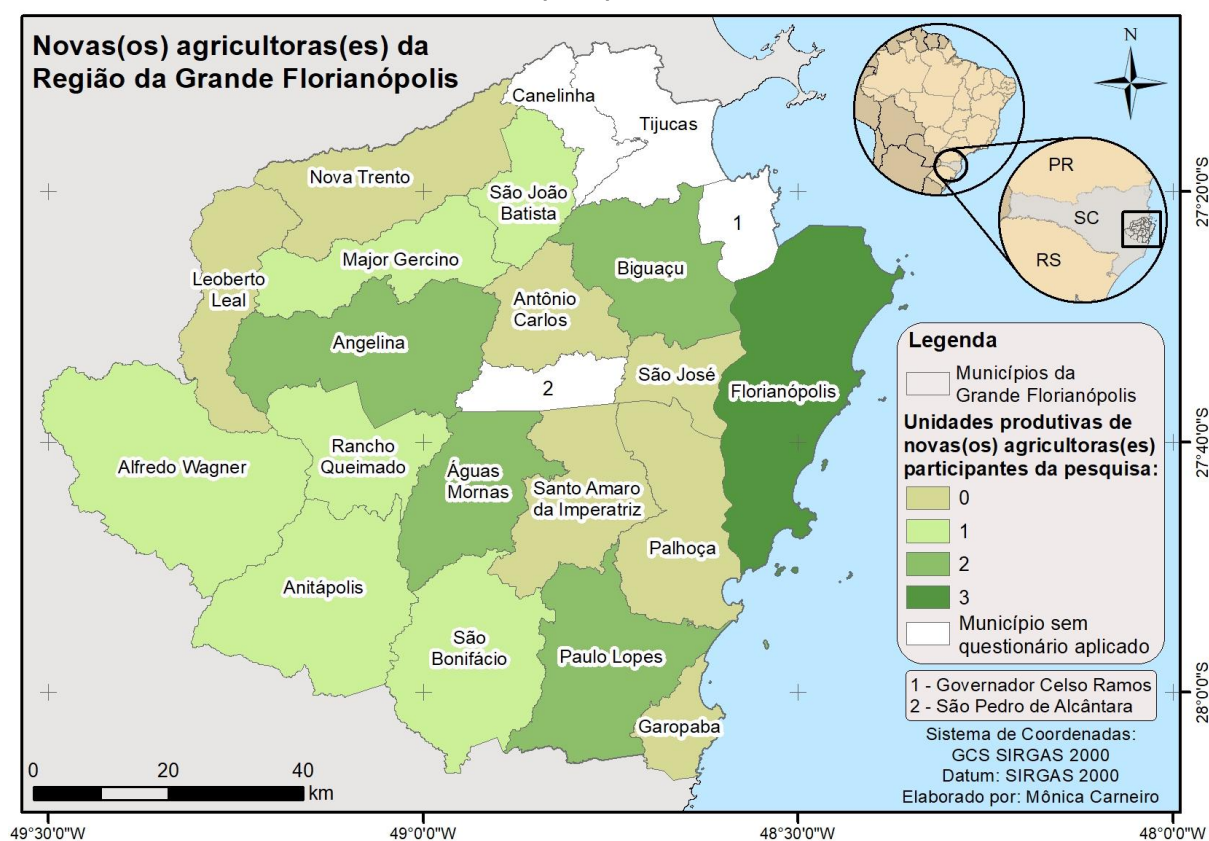 Novas(os) agricultoras(es) da
Região da Grande Florianópolis
Canelinha
Tijucas
Nova Trento
São João
Batista
1
Major Gercino
Biguaçu
Leoberto
Leal
Antônio
Carlos
Angelina
São José
2
Florianópolis
Alfredo Wagner
Rancho
Queimado
Águas
Mornas
Santo Amaro
da Imperatriz
Palhoça
Anitápolis
São
Bonifácio
Paulo Lopes
Garopaba
N
PR
SC
RS
Legenda
Municípios da
Grande Florianópolis
Unidades produtivas de
novas(os) agricultoras(es)
participantes da pesquisa:
0
1
2
3
Município sem
questionário aplicado
1 - Governador Celso Ramos
2 - São Pedro de Alcântara
Sistema de Coordenadas:
GCS SIRGAS 2000
Datum: SIRGAS 2000
Elaborado por: Mônica Carneiro
0 20 40
km
27°20'0"S
27°40'0"S
28°0'0"S
49°30'0"W 49°0'0"W 48°30'0"W 48°0'0"W